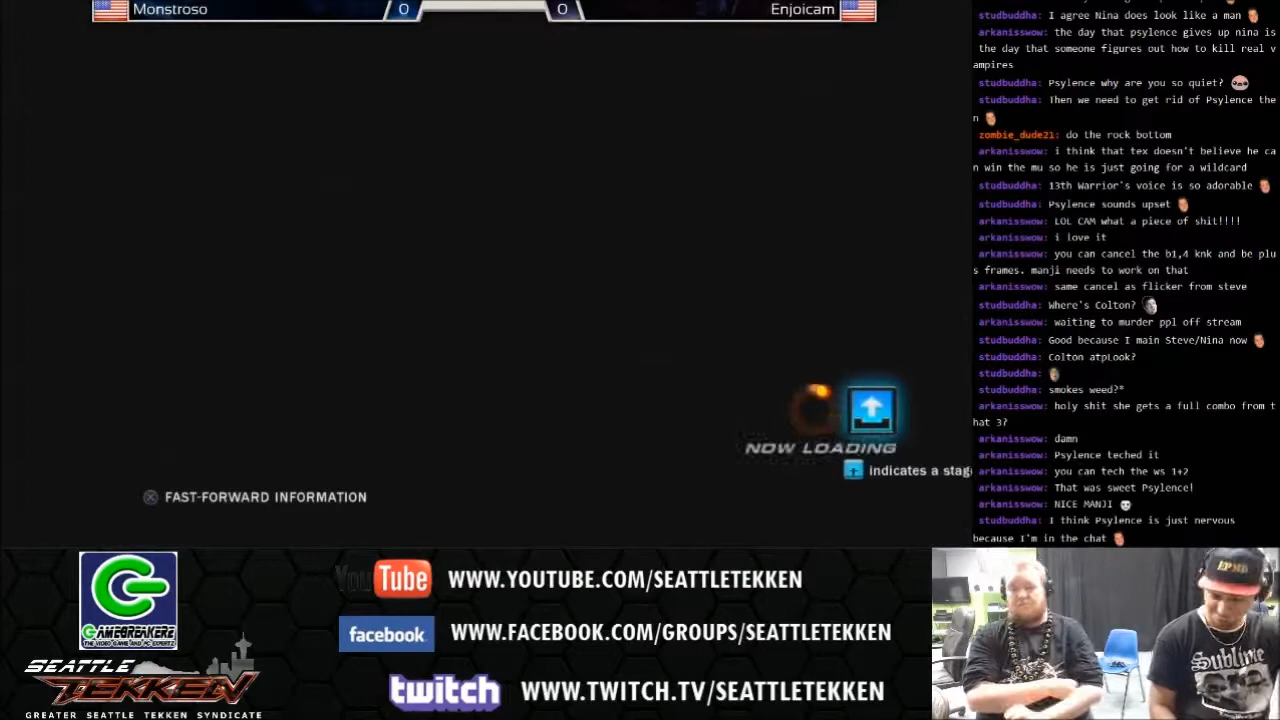 Monstroso 0 0 Enjoicam
studbuddha: I agree Nina does look like a man
arkanisswow: the day that psylence gives up nina is
the day that someone figures out how to kill real v
ampires
studbuddha: Psylence why are you so quiet?
studbuddha: Then we need to get rid of Psylence the
n
zombie_dude21: do the rock bottom
arkanisswow: i think that tex doesn't believe he ca
n win the mu so he is just going for a wildcard
studbuddha: 13th Warrior's voice is so adorable
studbuddha: Psylence sounds upset
arkanisswow: LOL CAM what a piece of shit!!!!
arkanisswow: i love it
arkanisswow: you can cancel the b1,4 knk and be plu
s frames. manji needs to work on that
arkanisswow: same cancel as flicker from steve
studbuddha: Where's Colton?
arkanisswow: waiting to murder ppl off stream
studbuddha: Good because I main Steve/Nina now
studbuddha: Colton atpLook?
studbuddha:
studbuddha: smokes weed?*
arkanisswow: holy shit she gets a full combo from t
hat 3?
arkanisswow: damn
arkanisswow: Psylence teched it
arkanisswow: you can tech the ws 1+2
arkanisswow: That was sweet Psylence!
arkanisswow: NICE MANJI
studbuddha: I think Psylence is just nervous
because I'm in the chat
NOW LOADING
indicates a stag
FAST-FORWARD INFORMATION
GAMEBREAKERZ
THE VIDEO GAME AND PC EXPERTZ
SEATTLE
TEKKEN
GREATER SEATTLE TEKKEN SYNDICATE
YouTube WWW.YOUTUBE.COM/SEATTLETEKKEN
facebook WWW.FACEBOOK.COM/GROUPS/SEATTLETEKKEN
twitch WWW.TWITCH.TV/SEATTLETEKKEN
EPMD
Sublime